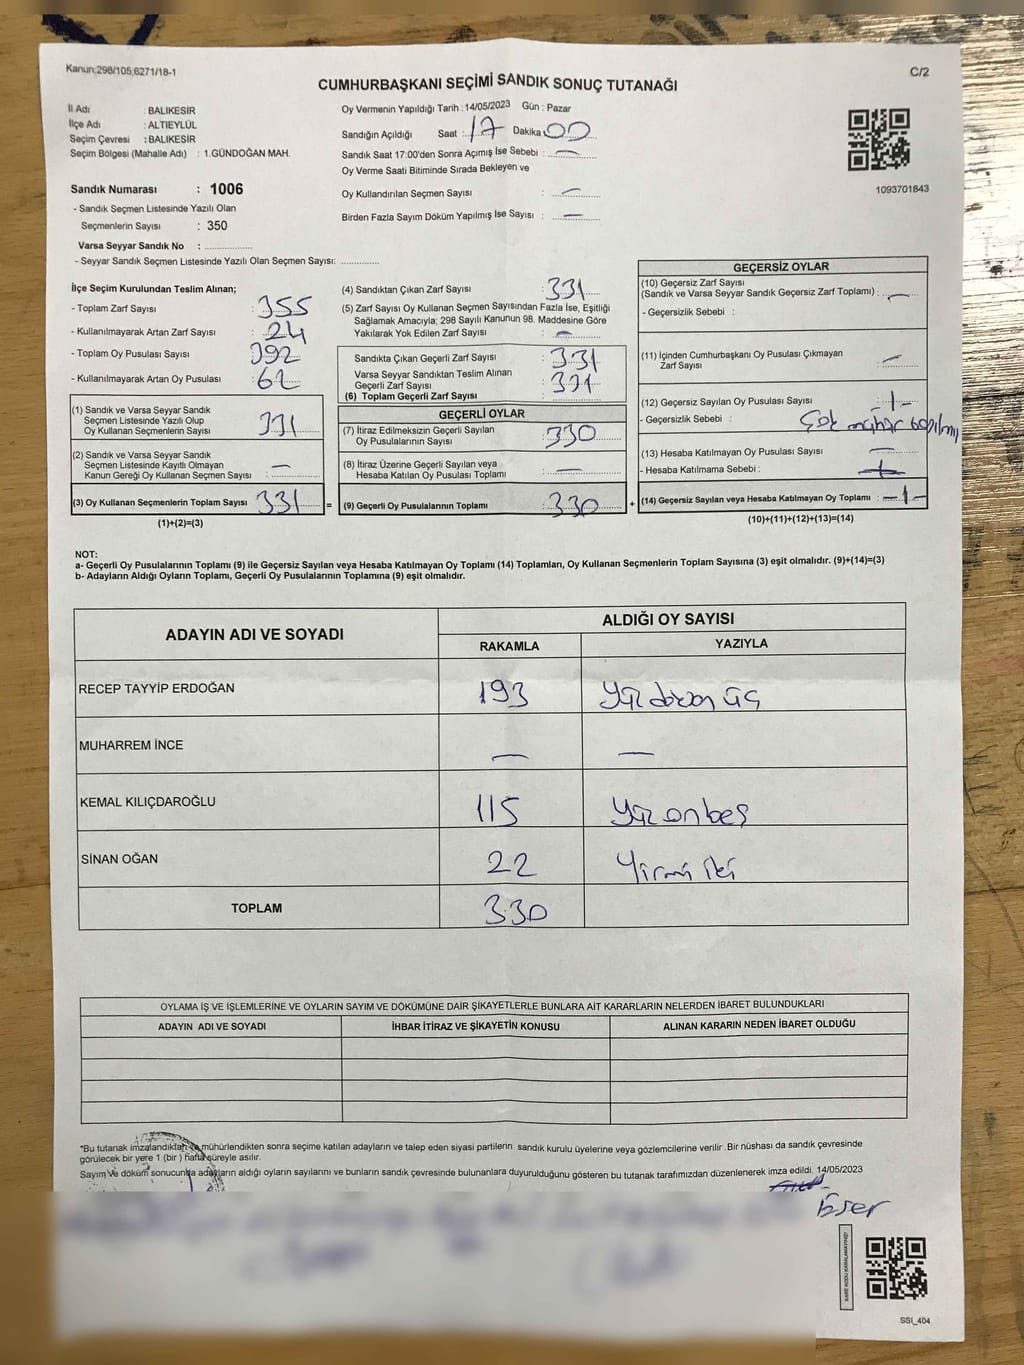 Kanun;298/105,6271/18-1
C/2
CUMHURBAŞKANI SEÇİMİ SANDIK SONUÇ TUTANAĞI
İl Adı : BALIKESİR
İlçe Adı : ALTIEYLÜL
Seçim Çevresi : BALIKESİR
Seçim Bölgesi (Mahalle Adı) : 1.GÜNDOĞAN MAH.
Sandık Numarası : 1006
- Sandık Seçmen Listesinde Yazılı Olan
Seçmenlerin Sayısı : 350
Varsa Seyyar Sandık No : ...............
- Seyyar Sandık Seçmen Listesinde Yazılı Olan Seçmen Sayısı: ............
Oy Vermenin Yapıldığı Tarih : 14/05/2023 Gün : Pazar
Sandığın Açıldığı Saat : 17 Dakika 00
Sandık Saat 17:00'den Sonra Açımış İse Sebebi : —
Oy Verme Saati Bitiminde Sırada Bekleyen ve
Oy Kullandırılan Seçmen Sayısı : —
Birden Fazla Sayım Döküm Yapılmış İse Sayısı : —
1093701843
İlçe Seçim Kurulundan Teslim Alınan;
- Toplam Zarf Sayısı : 355
- Kullanılmayarak Artan Zarf Sayısı : 24
- Toplam Oy Pusulası Sayısı : 392
- Kullanılmayarak Artan Oy Pusulası : 62
(1) Sandık ve Varsa Seyyar Sandık
Seçmen Listesinde Yazılı Olup
Oy Kullanan Seçmenlerin Sayısı : 331
(2) Sandık ve Varsa Seyyar Sandık
Seçmen Listesinde Kayıtlı Olmayan
Kanun Gereği Oy Kullanan Seçmen Sayısı : —
(3) Oy Kullanan Seçmenlerin Toplam Sayısı : 331 =
(1)+(2)=(3)
(4) Sandıktan Çıkan Zarf Sayısı : 331
(5) Zarf Sayısı Oy Kullanan Seçmen Sayısından Fazla İse, Eşitliği
Sağlamak Amacıyla; 298 Sayılı Kanunun 98. Maddesine Göre
Yakılarak Yok Edilen Zarf Sayısı : —
Sandıkta Çıkan Geçerli Zarf Sayısı : 331
Varsa Seyyar Sandıktan Teslim Alınan
Geçerli Zarf Sayısı : 331
(6) Toplam Geçerli Zarf Sayısı :
GEÇERLİ OYLAR
(7) İtiraz Edilmeksizin Geçerli Sayılan
Oy Pusulalarının Sayısı : 330
(8) İtiraz Üzerine Geçerli Sayılan veya
Hesaba Katılan Oy Pusulası Toplamı : —
(9) Geçerli Oy Pusulalarının Toplamı : 330 +
GEÇERSİZ OYLAR
(10) Geçersiz Zarf Sayısı
(Sandık ve Varsa Seyyar Sandık Geçersiz Zarf Toplamı) : —
- Geçersizlik Sebebi :
(11) İçinden Cumhurbaşkanı Oy Pusulası Çıkmayan
Zarf Sayısı : —
(12) Geçersiz Sayılan Oy Pusulası Sayısı : -1-
- Geçersizlik Sebebi : Çok mühür basılmış
(13) Hesaba Katılmayan Oy Pusulası Sayısı : —
- Hesaba Katılmama Sebebi :
(14) Geçersiz Sayılan veya Hesaba Katılmayan Oy Toplamı : -1-
(10)+(11)+(12)+(13)=(14)
NOT:
a- Geçerli Oy Pusulalarının Toplamı (9) ile Geçersiz Sayılan veya Hesaba Katılmayan Oy Toplamı (14) Toplamları, Oy Kullanan Seçmenlerin Toplam Sayısına (3) eşit olmalıdır. (9)+(14)=(3)
b- Adayların Aldığı Oyların Toplamı, Geçerli Oy Pusulalarının Toplamına (9) eşit olmalıdır.
ADAYIN ADI VE SOYADI
ALDIĞI OY SAYISI
RAKAMLA YAZIYLA
RECEP TAYYİP ERDOĞAN 193 Yüz doksan üç
MUHARREM İNCE — —
KEMAL KILIÇDAROĞLU 115 Yüz onbeş
SİNAN OĞAN 22 Yirmi iki
TOPLAM 330
OYLAMA İŞ VE İŞLEMLERİNE VE OYLARIN SAYIM VE DÖKÜMÜNE DAİR ŞİKAYETLERLE BUNLARA AİT KARARLARIN NELERDEN İBARET BULUNDUKLARI
ADAYIN ADI VE SOYADI İHBAR İTİRAZ VE ŞİKAYETİN KONUSU ALINAN KARARIN NEDEN İBARET OLDUĞU
*Bu tutanak imzalandıktan ve mühürlendikten sonra seçime katılan adayların ve talep eden siyasi partilerin sandık kurulu üyelerine veya gözlemcilerine verilir. Bir nüshası da sandık çevresinde
görülecek bir yere 1 (bir ) hafta süreyle asılır.
Sayım ve döküm sonucunda adayların aldığı oyların sayılarını ve bunların sandık çevresinde bulunanlara duyurulduğunu gösteren bu tutanak tarafımızdan düzenlenerek imza edildi. 14/05/2023
KARE KODU KARALAMAYINIZ!
SSI_404